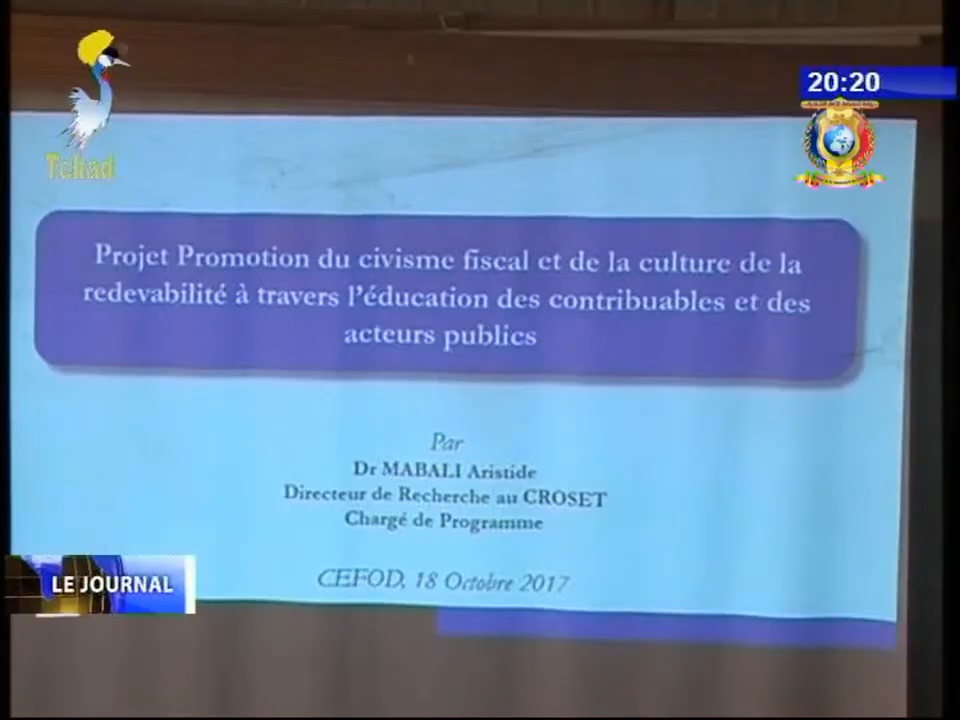 20:20
Tchad
Projet Promotion du civisme fiscal et de la culture de la
redevabilité à travers l'éducation des contribuables et des
acteurs publics
Par
Dr MABALI Aristide
Directeur de Recherche au CROSET
Chargé de Programme
CEFOD, 18 Octobre 2017
LE JOURNAL